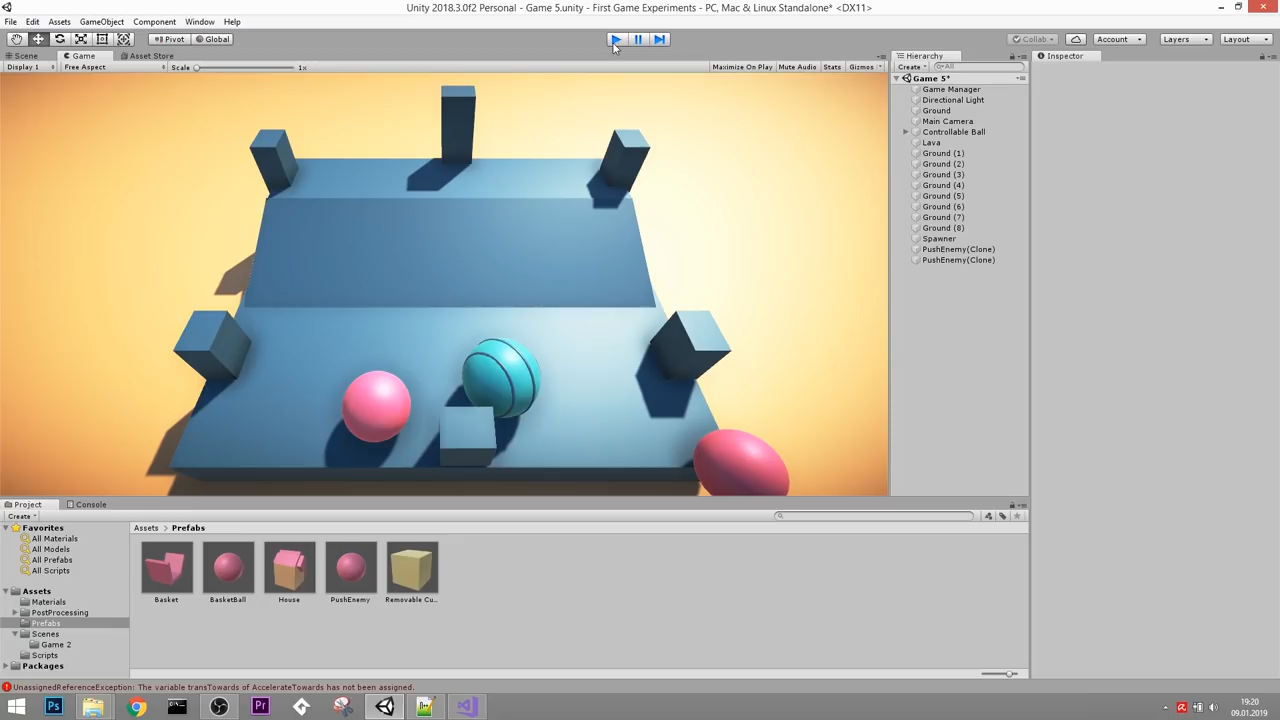 Unity 2018.3.0f2 Personal - Game 5.unity - First Game Experiments - PC, Mac & Linux Standalone* <DX11>
File Edit Assets GameObject Component Window Help
Pivot Global Collab Account Layers Layout
Scene Game Asset Store
Display 1 Free Aspect Scale 1x Maximize On Play Mute Audio Stats Gizmos
Hierarchy
Create All
Game 5*
Game Manager
Directional Light
Ground
Main Camera
Controllable Ball
Lava
Ground (1)
Ground (2)
Ground (3)
Ground (4)
Ground (5)
Ground (6)
Ground (7)
Ground (8)
Spawner
PushEnemy(Clone)
PushEnemy(Clone)
Inspector
Project Console
Create
Favorites
All Materials
All Models
All Prefabs
All Scripts
Assets
Materials
PostProcessing
Prefabs
Scenes
Game 2
Scripts
Packages
Assets > Prefabs
Basket BasketBall House PushEnemy Removable Cu...
UnassignedReferenceException: The variable transTowards of AccelerateTowards has not been assigned.
Ps Pr
19:20
09.01.2019